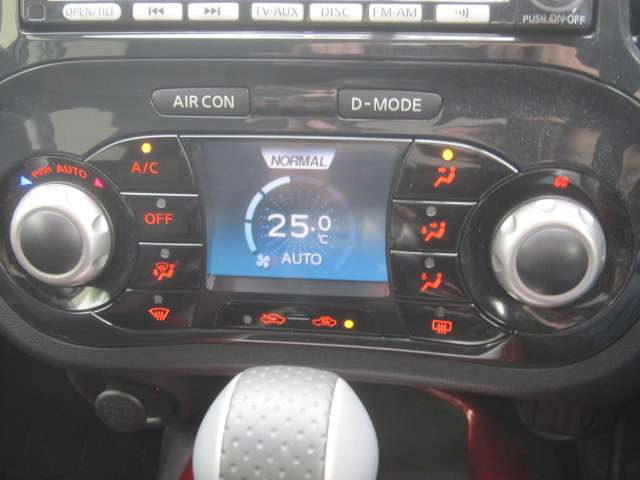 OPEN/TILT TV-AUX DISC FM-AM
PUSH ON·OFF
AIR CON D-MODE
NORMAL
PUSH AUTO
A/C
OFF
25.0 °C
AUTO